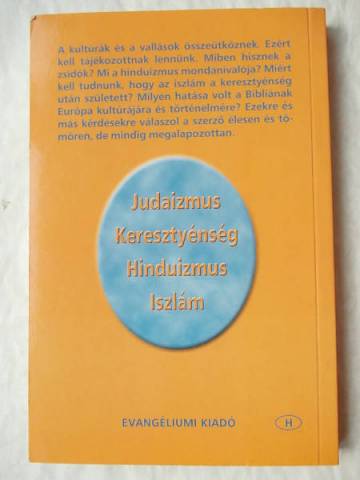 A kultúrák és a vallások összeütköznek. Ezért
kell tájékozottnak lennünk. Miben hisznek a
zsidók? Mi a hinduizmus mondanivalója? Miért
kell tudnunk, hogy az iszlám a keresztyénség
után született? Milyen hatása volt a Bibliának
Európa kultúrájára és történelmére? Ezekre és
más kérdésekre válaszol a szerző élesen és tö-
mören, de mindig megalapozottan.
Judaizmus
Keresztyénség
Hinduizmus
Iszlám
EVANGÉLIUMI KIADÓ
H